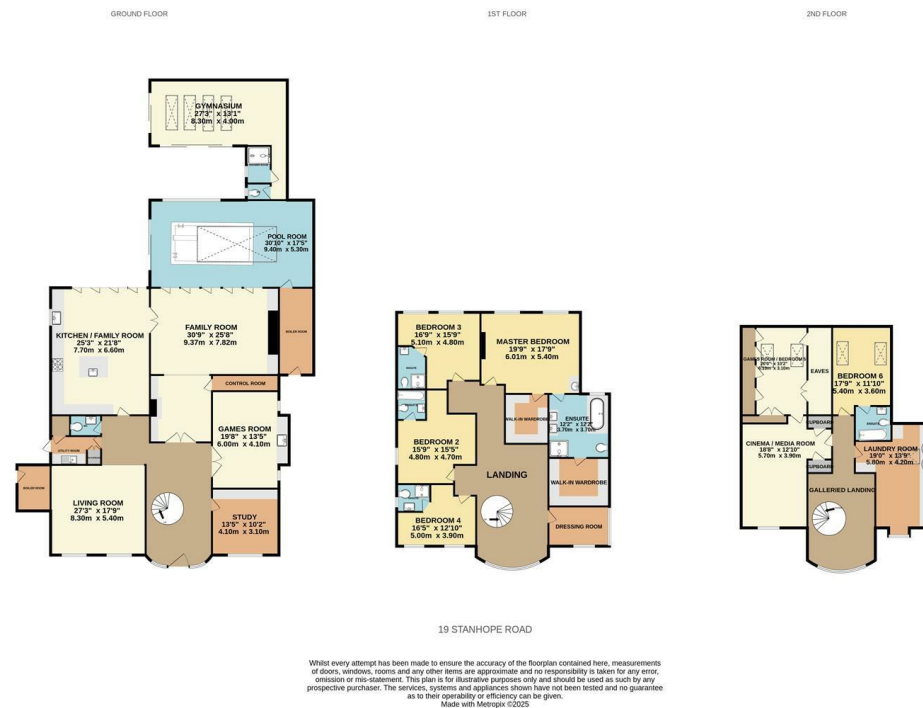 GROUND FLOOR
1ST FLOOR
2ND FLOOR
GYMNASIUM
27'3" x 13'1"
8.30m x 4.00m
POOL ROOM
30'10" x 17'5"
9.40m x 5.30m
KITCHEN / FAMILY ROOM
25'3" x 21'8"
7.70m x 6.60m
FAMILY ROOM
30'9" x 25'8"
9.37m x 7.82m
BOILER ROOM
CONTROL ROOM
GAMES ROOM
19'8" x 13'5"
6.00m x 4.10m
UTILITY ROOM
BOILER ROOM
LIVING ROOM
27'3" x 17'9"
8.30m x 5.40m
STUDY
13'5" x 10'2"
4.10m x 3.10m
BEDROOM 3
16'9" x 15'9"
5.10m x 4.80m
MASTER BEDROOM
19'9" x 17'9"
6.01m x 5.40m
ENSUITE
WALK-IN WARDROBE
ENSUITE
12'2" x 12'2"
3.70m x 3.70m
BEDROOM 2
15'9" x 15'5"
4.80m x 4.70m
LANDING
WALK-IN WARDROBE
BEDROOM 4
16'5" x 12'10"
5.00m x 3.90m
DRESSING ROOM
EAVES
BEDROOM 6
17'9" x 11'10"
5.40m x 3.60m
ENSUITE
CUPBOARD
CINEMA / MEDIA ROOM
18'8" x 12'10"
5.70m x 3.90m
LAUNDRY ROOM
19'0" x 13'9"
5.80m x 4.20m
CUPBOARD
GALLERIED LANDING
19 STANHOPE ROAD
Whilst every attempt has been made to ensure the accuracy of the floorplan contained here, measurements
of doors, windows, rooms and any other items are approximate and no responsibility is taken for any error,
omission or mis-statement. This plan is for illustrative purposes only and should be used as such by any
prospective purchaser. The services, systems and appliances shown have not been tested and no guarantee
as to their operability or efficiency can be given.
Made with Metropix ©2025